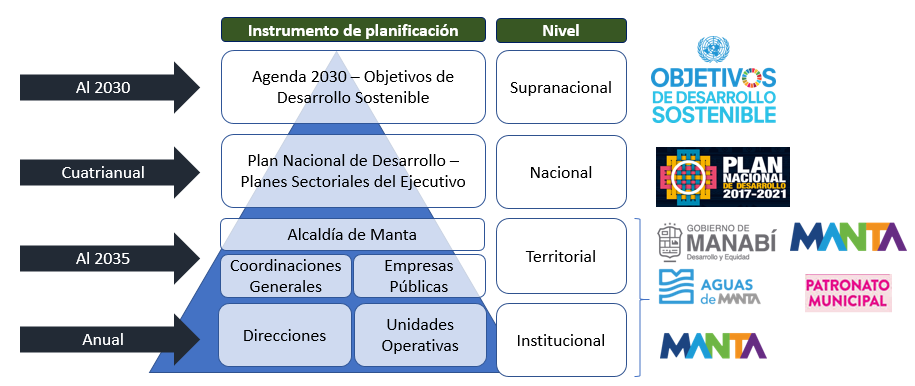 Instrumento de planificación
Nivel
Al 2030
Agenda 2030 – Objetivos de
Desarrollo Sostenible
Supranacional
OBJETIVOS
DE DESARROLLO
SOSTENIBLE
Cuatrianual
Plan Nacional de Desarrollo –
Planes Sectoriales del Ejecutivo
Nacional
PLAN
NACIONAL
DE DESARROLLO
2017-2021
Al 2035
Alcaldía de Manta
Coordinaciones
Generales
Empresas
Públicas
Territorial
GOBIERNO DE
MANABÍ
Desarrollo y Equidad
MANTA
AGUAS
de MANTA
PATRONATO
MUNICIPAL
Anual
Direcciones
Unidades
Operativas
Institucional
MANTA